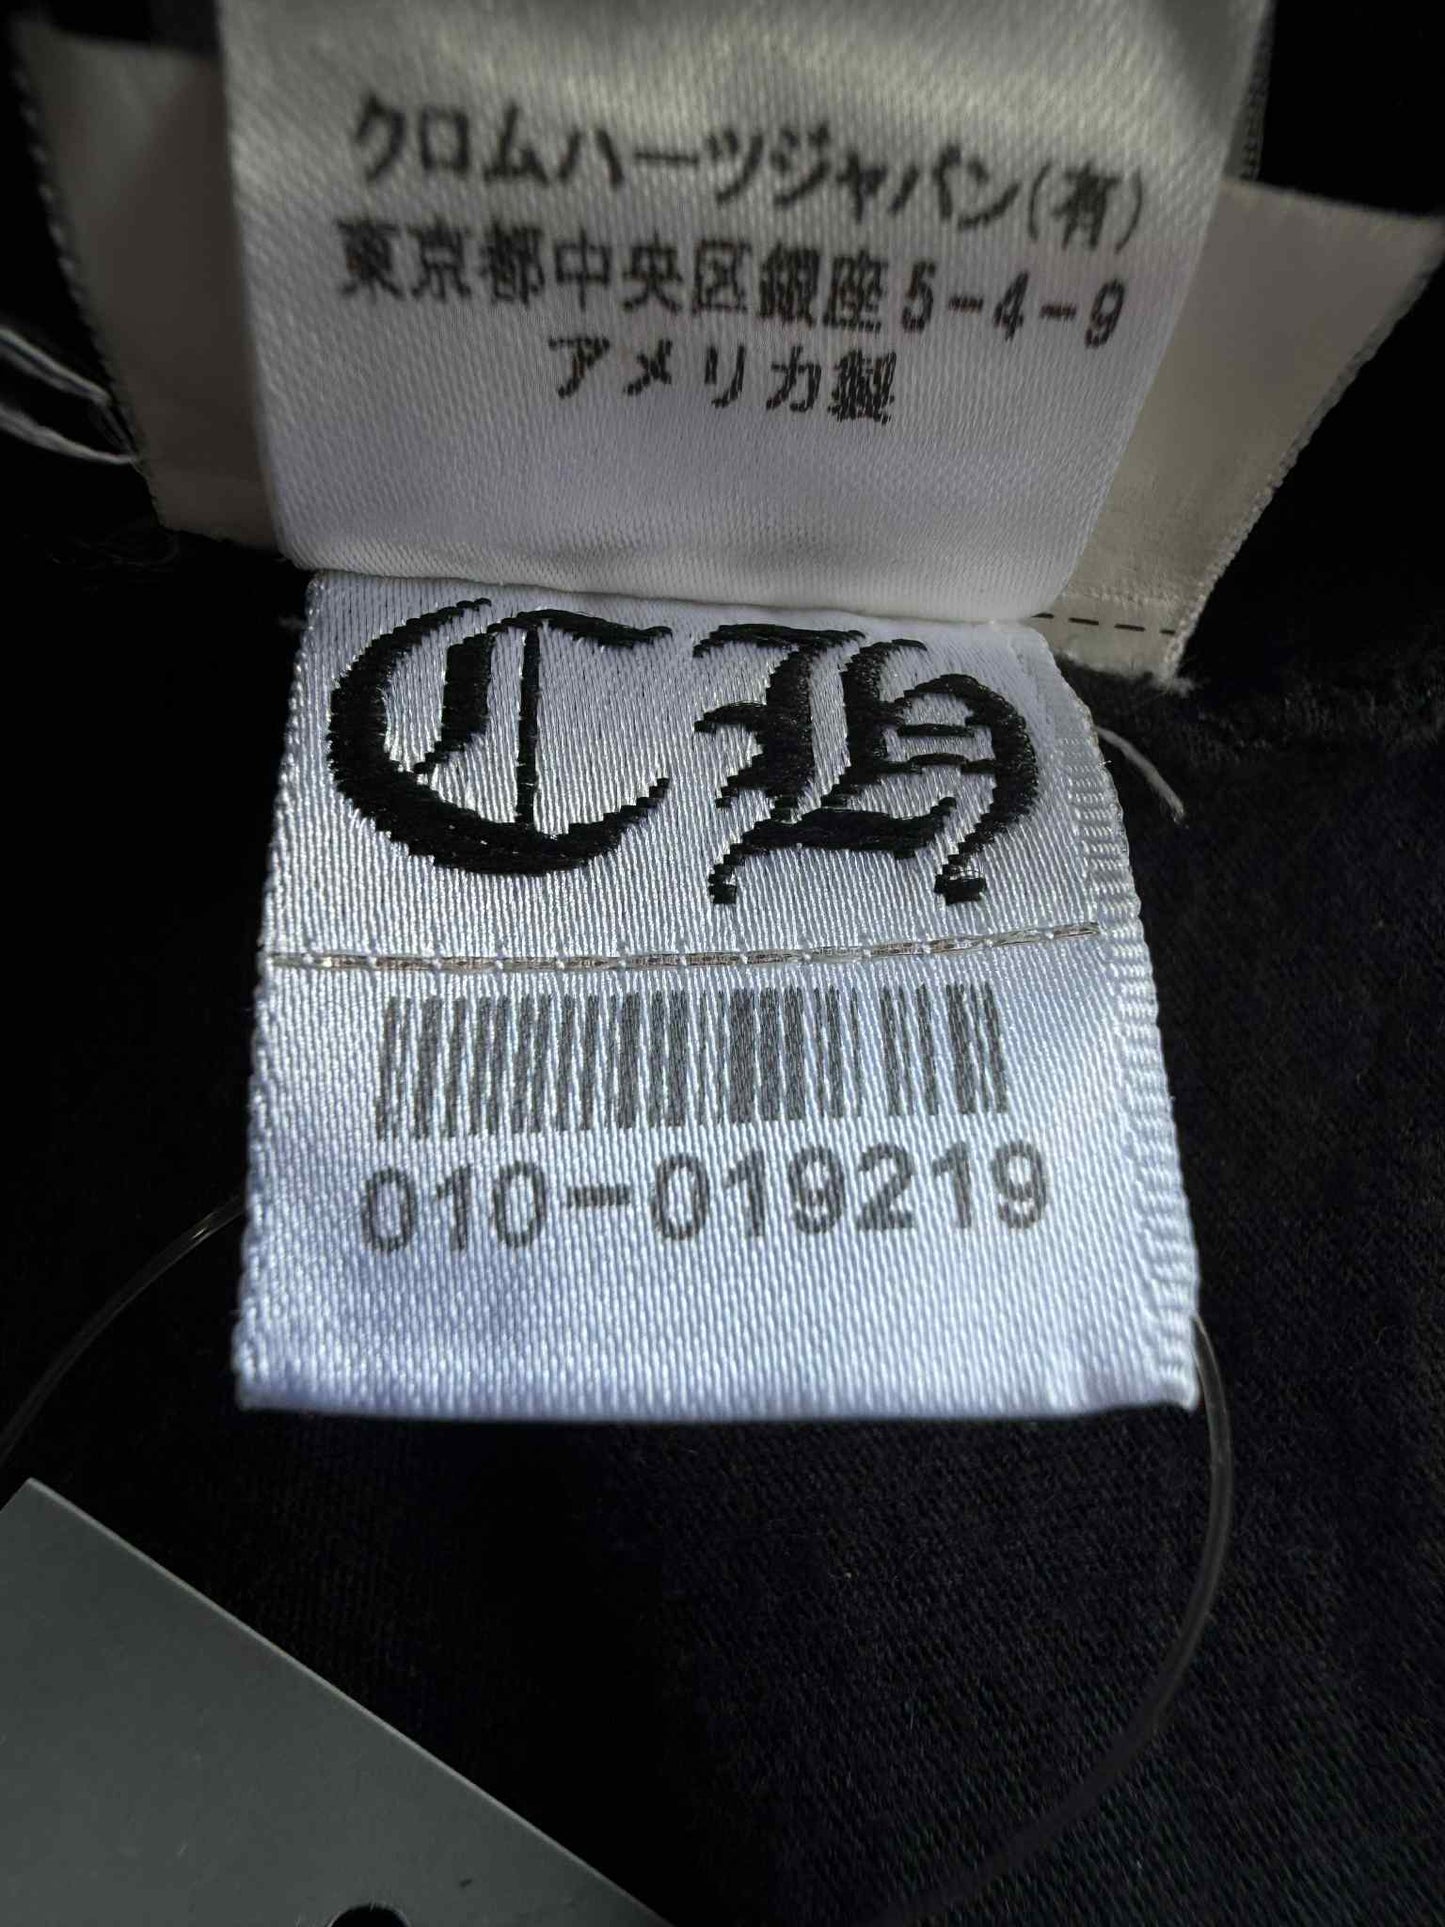 クロムハーツジャパン(有)
東京都中央区銀座5-4-9
アメリカ製
CH
010-019219